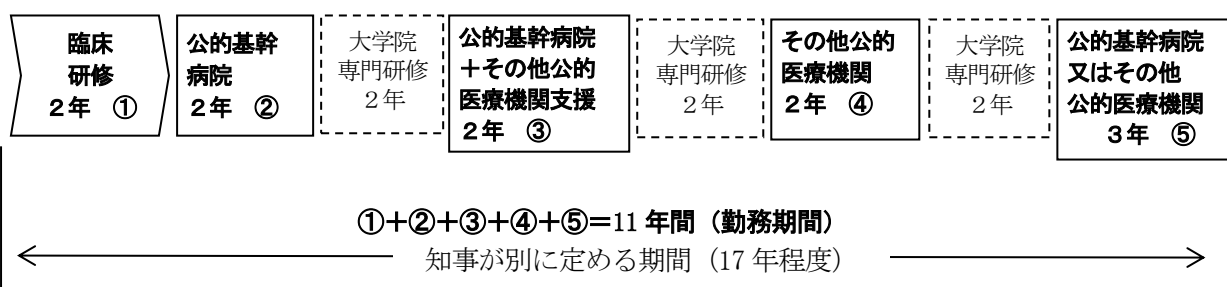 臨床
研修
２年　①
公的基幹
病院
２年　②
大学院
専門研修
２年
公的基幹病院
＋その他公的
医療機関支援
２年　③
大学院
専門研修
２年
その他公的
医療機関
２年　④
大学院
専門研修
２年
公的基幹病院
又はその他
公的医療機関
３年　⑤
①＋②＋③＋④＋⑤＝11 年間（勤務期間）
知事が別に定める期間（17 年程度）